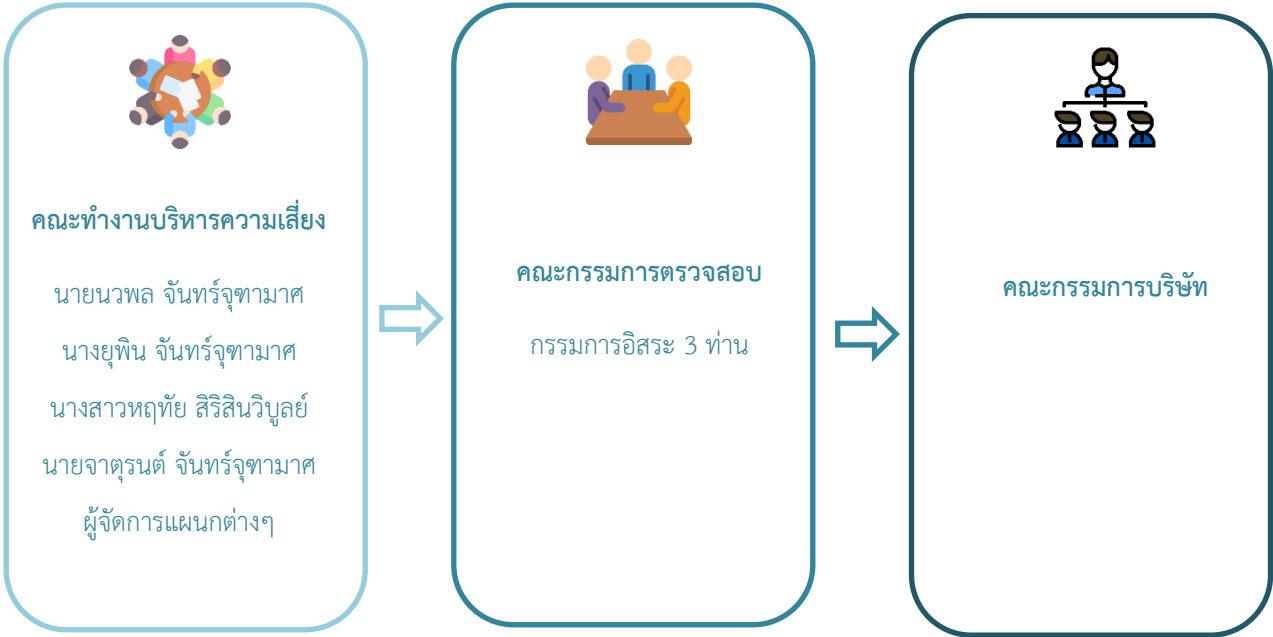 คณะทำงานบริหารความเสี่ยง
นายนวพล จันทร์จุฑามาศ
นางยุพิน จันทร์จุฑามาศ
นางสาวหฤทัย สิริสินวิบูลย์
นายจาตุรนต์ จันทร์จุฑามาศ
ผู้จัดการแผนกต่างๆ
คณะกรรมการตรวจสอบ
กรรมการอิสระ 3 ท่าน
คณะกรรมการบริษัท